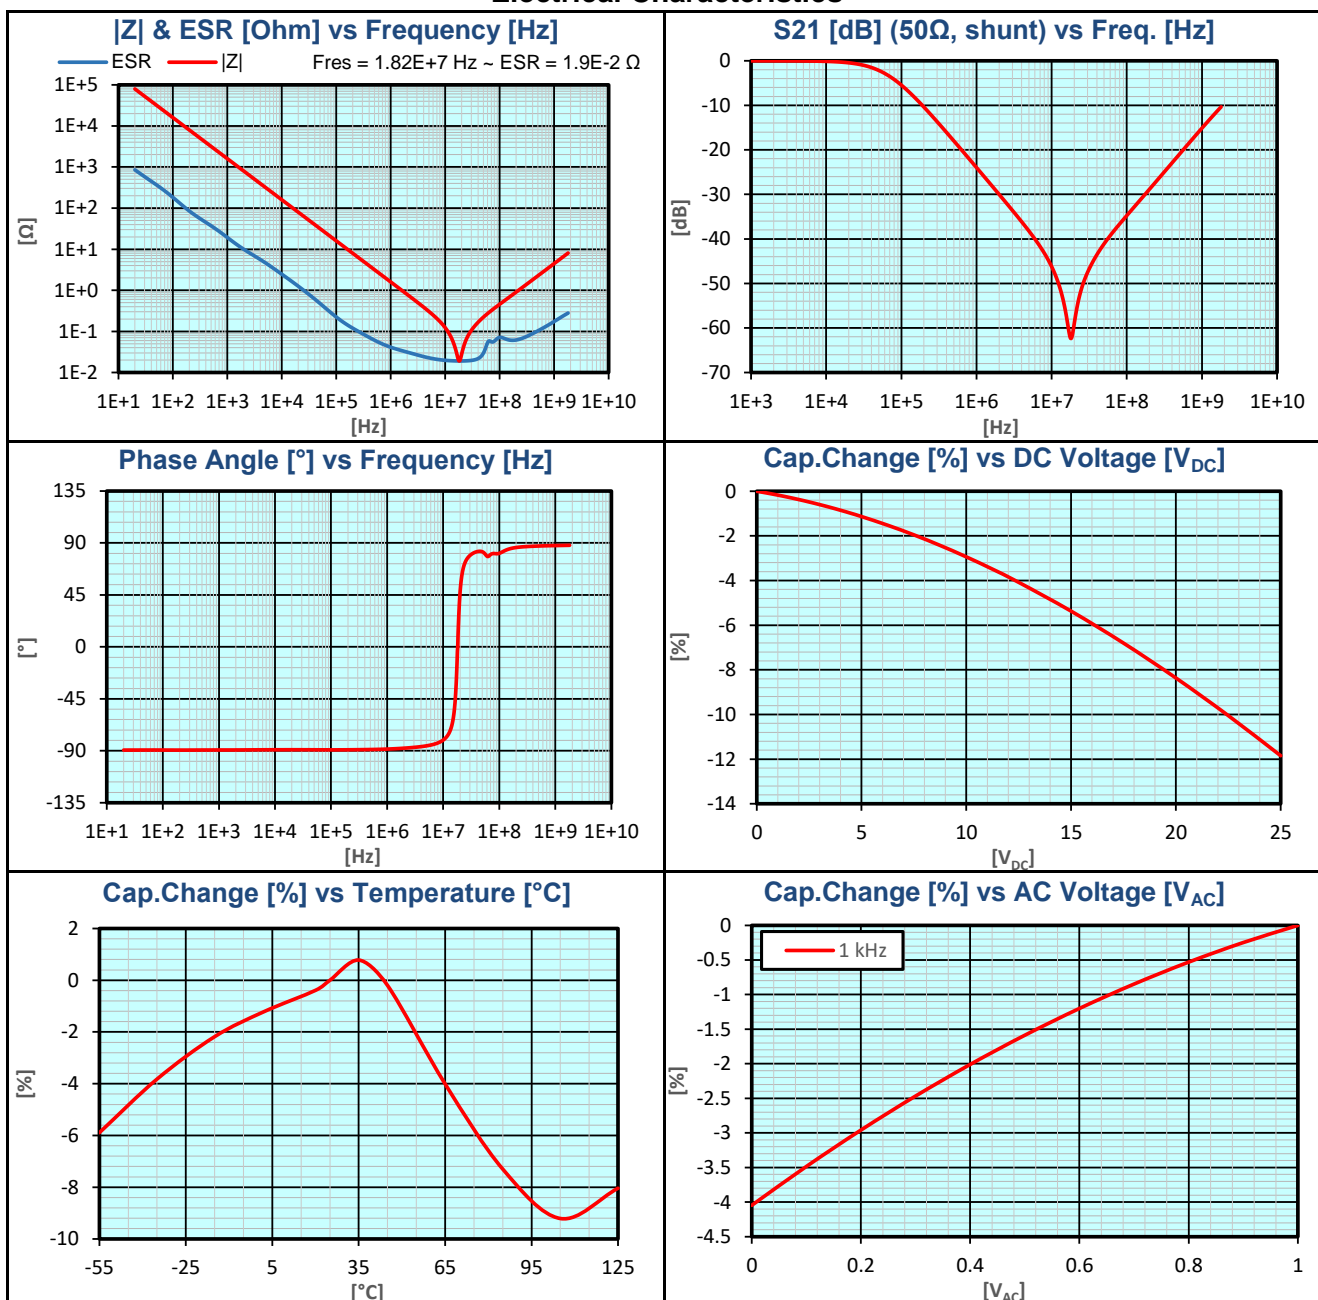 |Z| & ESR [Ohm] vs Frequency [Hz]
ESR |Z| Fres = 1.82E+7 Hz ~ ESR = 1.9E-2 Ω
1E+5
1E+4
1E+3
1E+2
1E+1
1E+0
1E-1
1E-2
[Ω]
1E+1 1E+2 1E+3 1E+4 1E+5 1E+6 1E+7 1E+8 1E+9 1E+10
[Hz]
S21 [dB] (50Ω, shunt) vs Freq. [Hz]
0
-10
-20
-30
-40
-50
-60
-70
[dB]
1E+3 1E+4 1E+5 1E+6 1E+7 1E+8 1E+9 1E+10
[Hz]
Phase Angle [°] vs Frequency [Hz]
135
90
45
0
-45
-90
-135
[°]
1E+1 1E+2 1E+3 1E+4 1E+5 1E+6 1E+7 1E+8 1E+9 1E+10
[Hz]
Cap.Change [%] vs DC Voltage [VDC]
0
-2
-4
-6
-8
-10
-12
-14
[%]
0 5 10 15 20 25
[VDC]
Cap.Change [%] vs Temperature [°C]
2
0
-2
-4
-6
-8
-10
[%]
-55 -25 5 35 65 95 125
[°C]
Cap.Change [%] vs AC Voltage [VAC]
1 kHz
0
-0.5
-1
-1.5
-2
-2.5
-3
-3.5
-4
-4.5
[%]
0 0.2 0.4 0.6 0.8 1
[VAC]